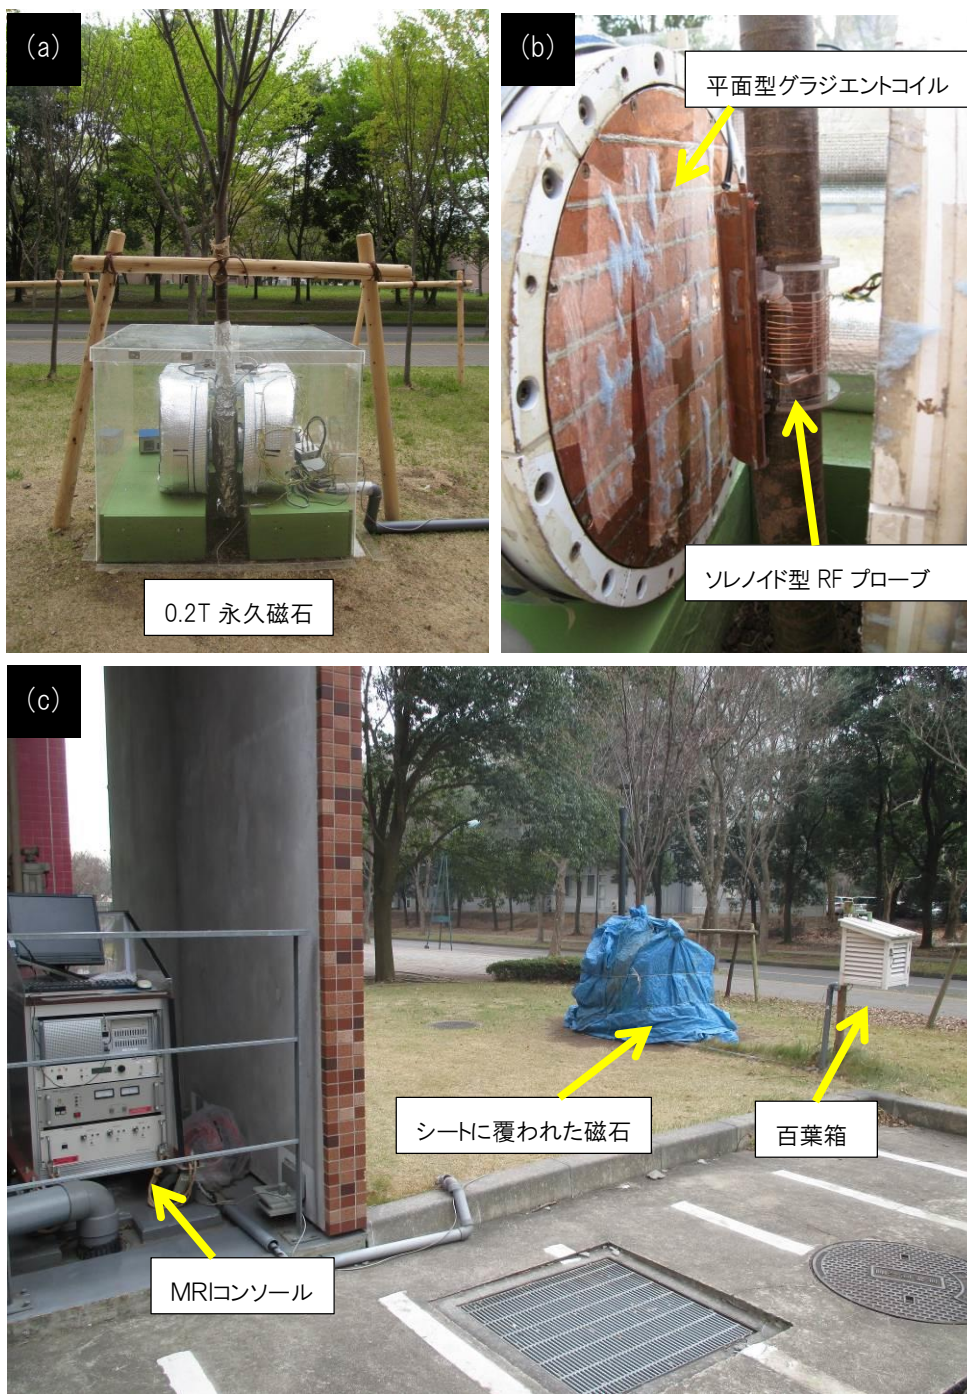 (a)
0.2T 永久磁石
(b)
平面型グラジエントコイル
ソレノイド型 RF プローブ
(c)
シートに覆われた磁石
百葉箱
MRIコンソール